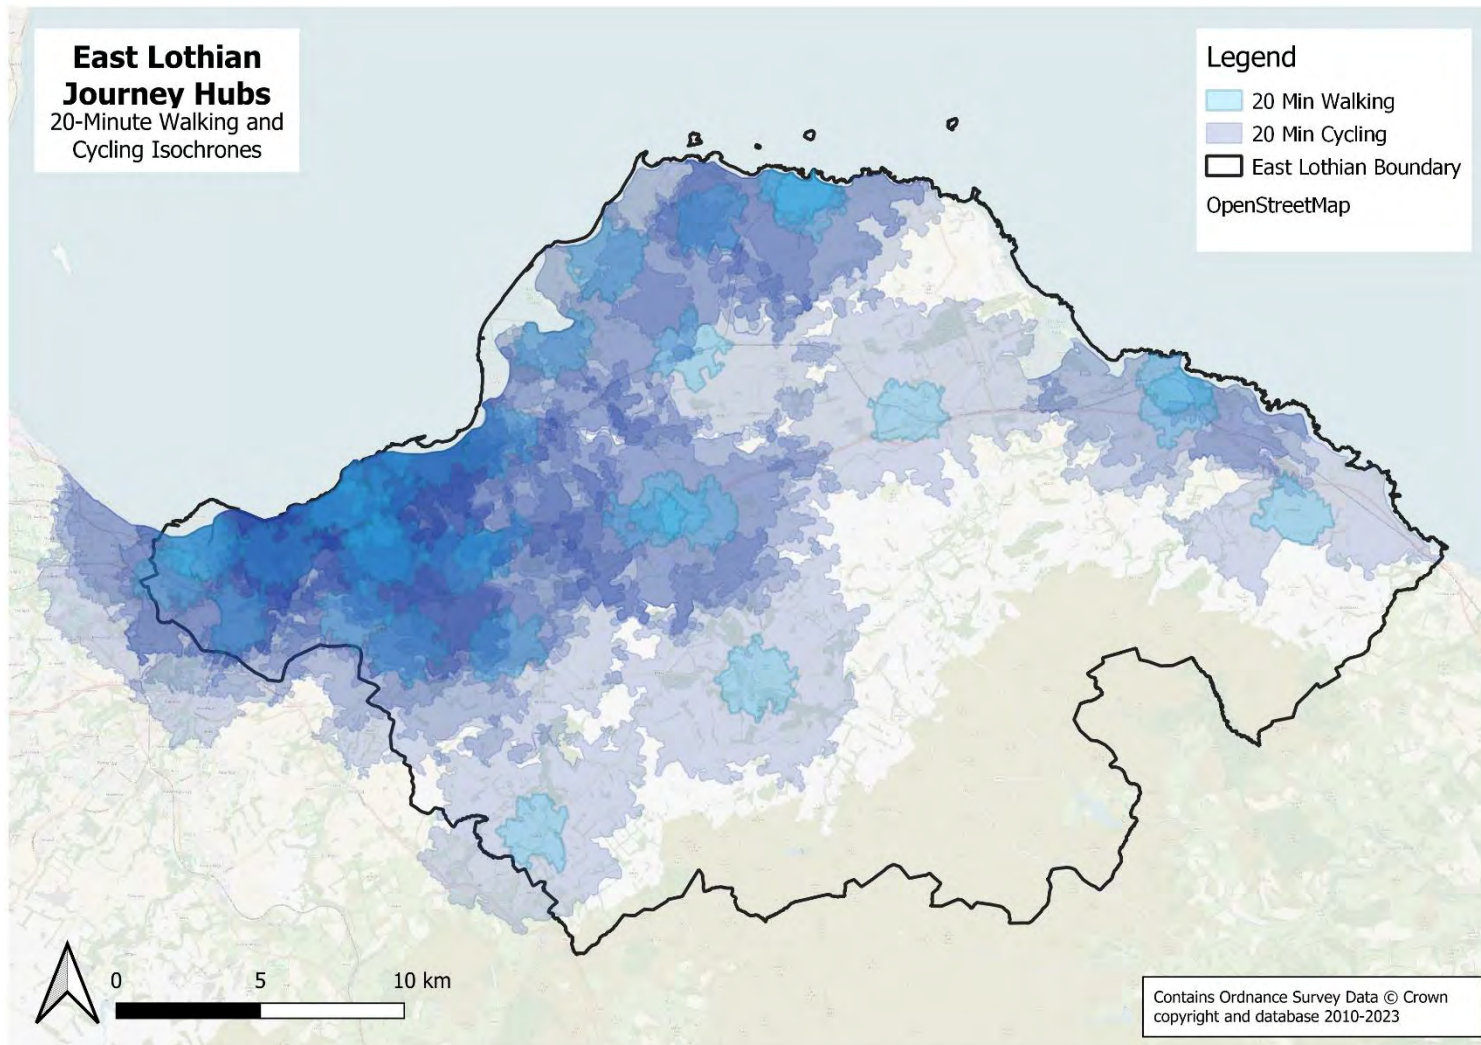 East Lothian
Journey Hubs
20-Minute Walking and
Cycling Isochrones
Legend
20 Min Walking
20 Min Cycling
East Lothian Boundary
OpenStreetMap
0 5 10 km
Contains Ordnance Survey Data © Crown
copyright and database 2010-2023